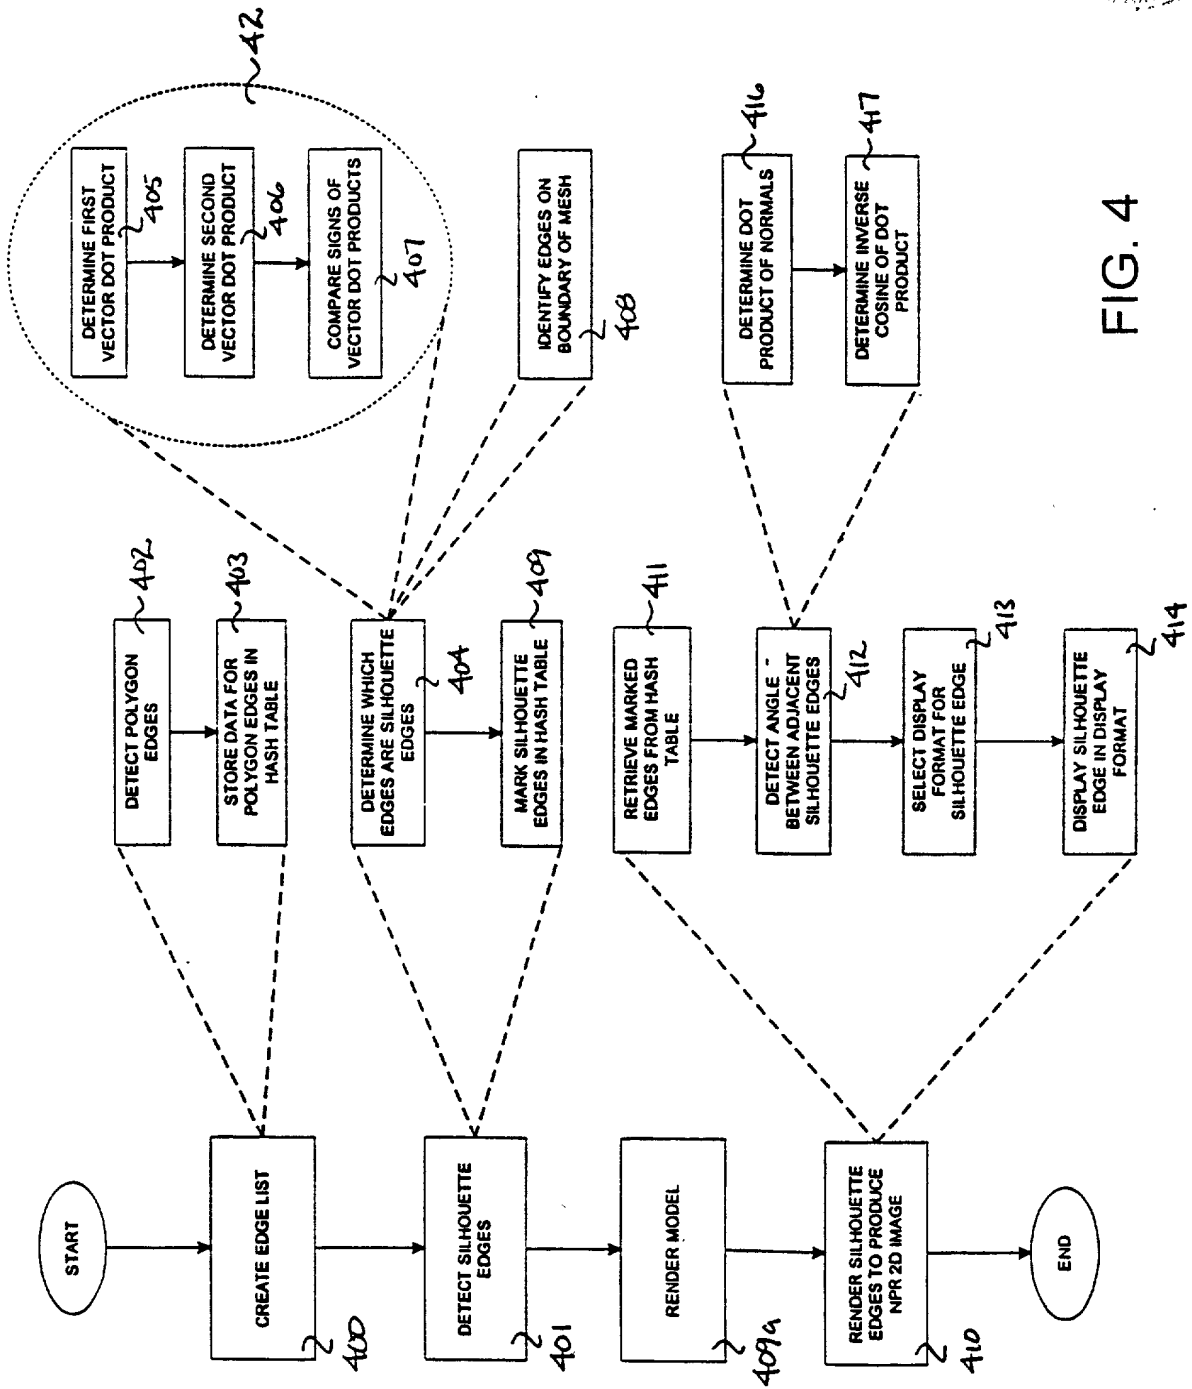 START
CREATE EDGE LIST
400
DETECT SILHOUETTE
EDGES
401
RENDER MODEL
409a
RENDER SILHOUETTE
EDGES TO PRODUCE
NPR 2D IMAGE
410
END
DETECT POLYGON
EDGES
402
STORE DATA FOR
POLYGON EDGES IN
HASH TABLE
403
DETERMINE WHICH
EDGES ARE SILHOUETTE
EDGES
404
MARK SILHOUETTE
EDGES IN HASH TABLE
409
RETRIEVE MARKED
EDGES FROM HASH
TABLE
411
DETECT ANGLE
BETWEEN ADJACENT
SILHOUETTE EDGES
412
SELECT DISPLAY
FORMAT FOR
SILHOUETTE EDGE
413
DISPLAY SILHOUETTE
EDGE IN DISPLAY
FORMAT
414
42
DETERMINE FIRST
VECTOR DOT PRODUCT
405
DETERMINE SECOND
VECTOR DOT PRODUCT
406
COMPARE SIGNS OF
VECTOR DOT PRODUCTS
407
IDENTIFY EDGES ON
BOUNDARY OF MESH
408
DETERMINE DOT
PRODUCT OF NORMALS
416
DETERMINE INVERSE
COSINE OF DOT
PRODUCT
417
FIG. 4